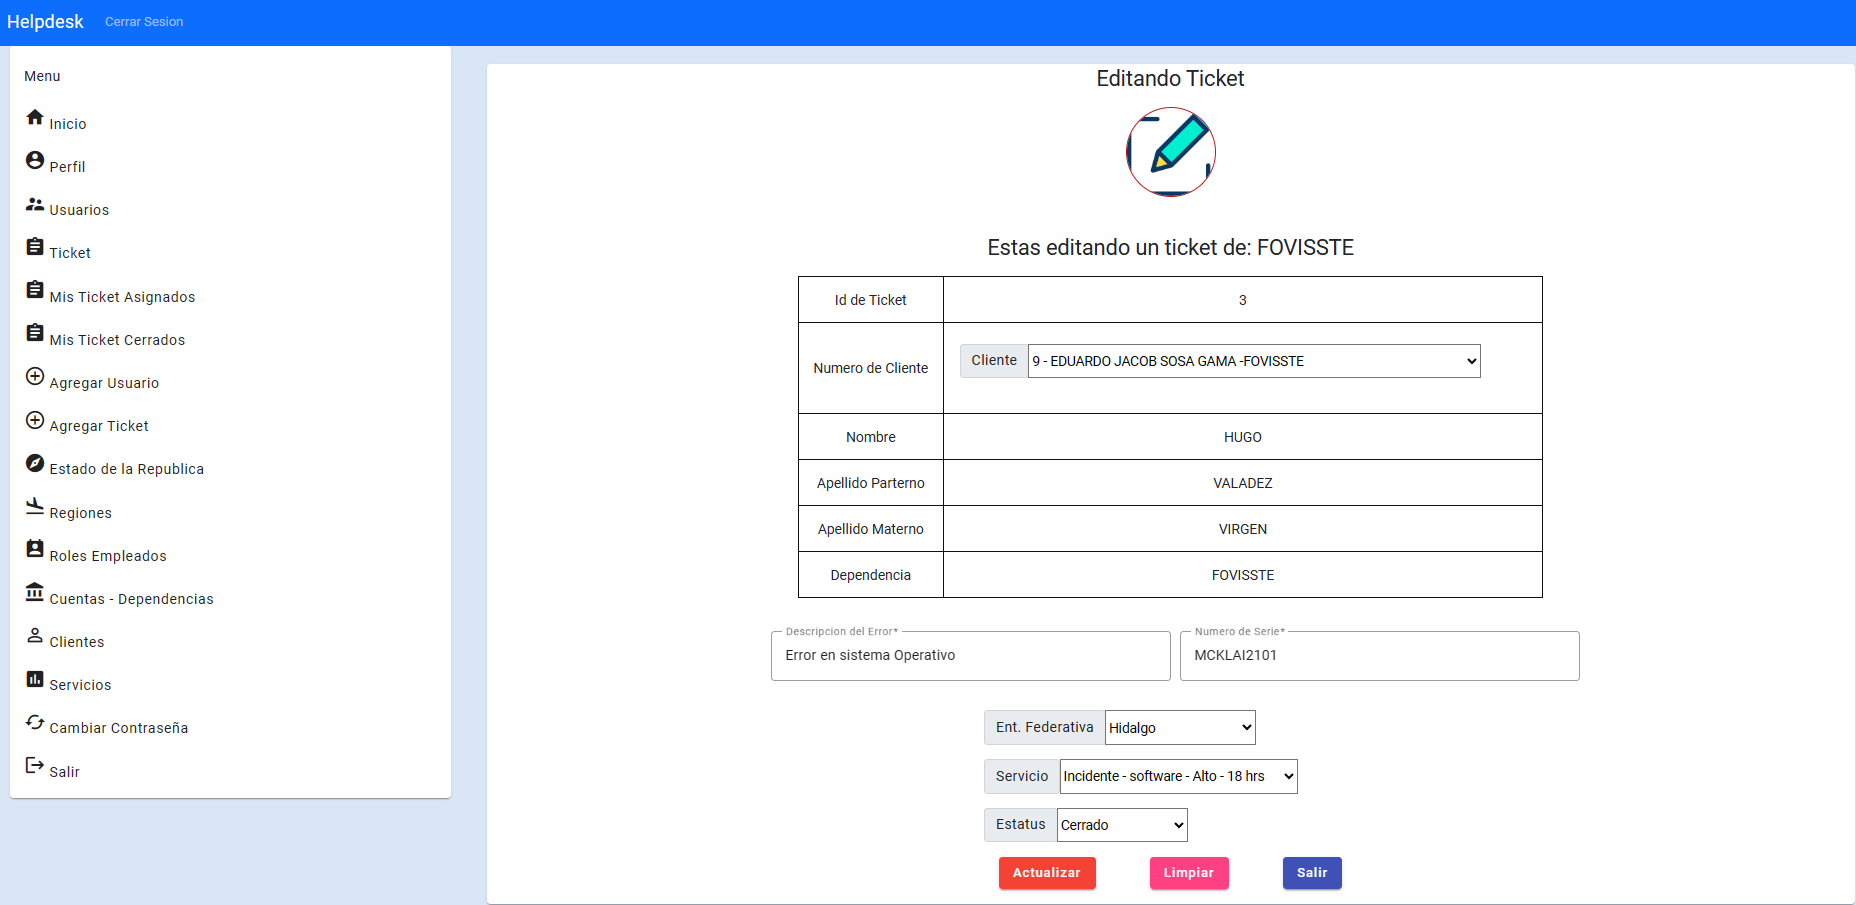 Helpdesk Cerrar Sesion
Menu
Inicio
Perfil
Usuarios
Ticket
Mis Ticket Asignados
Mis Ticket Cerrados
Agregar Usuario
Agregar Ticket
Estado de la Republica
Regiones
Roles Empleados
Cuentas - Dependencias
Clientes
Servicios
Cambiar Contraseña
Salir
Editando Ticket
Estas editando un ticket de: FOVISSTE
Id de Ticket 3
Numero de Cliente Cliente 9 - EDUARDO JACOB SOSA GAMA -FOVISSTE
Nombre HUGO
Apellido Parterno VALADEZ
Apellido Materno VIRGEN
Dependencia FOVISSTE
Descripcion del Error* Numero de Serie*
Error en sistema Operativo MCKLAI2101
Ent. Federativa Hidalgo
Servicio Incidente - software - Alto - 18 hrs
Estatus Cerrado
Actualizar Limpiar Salir